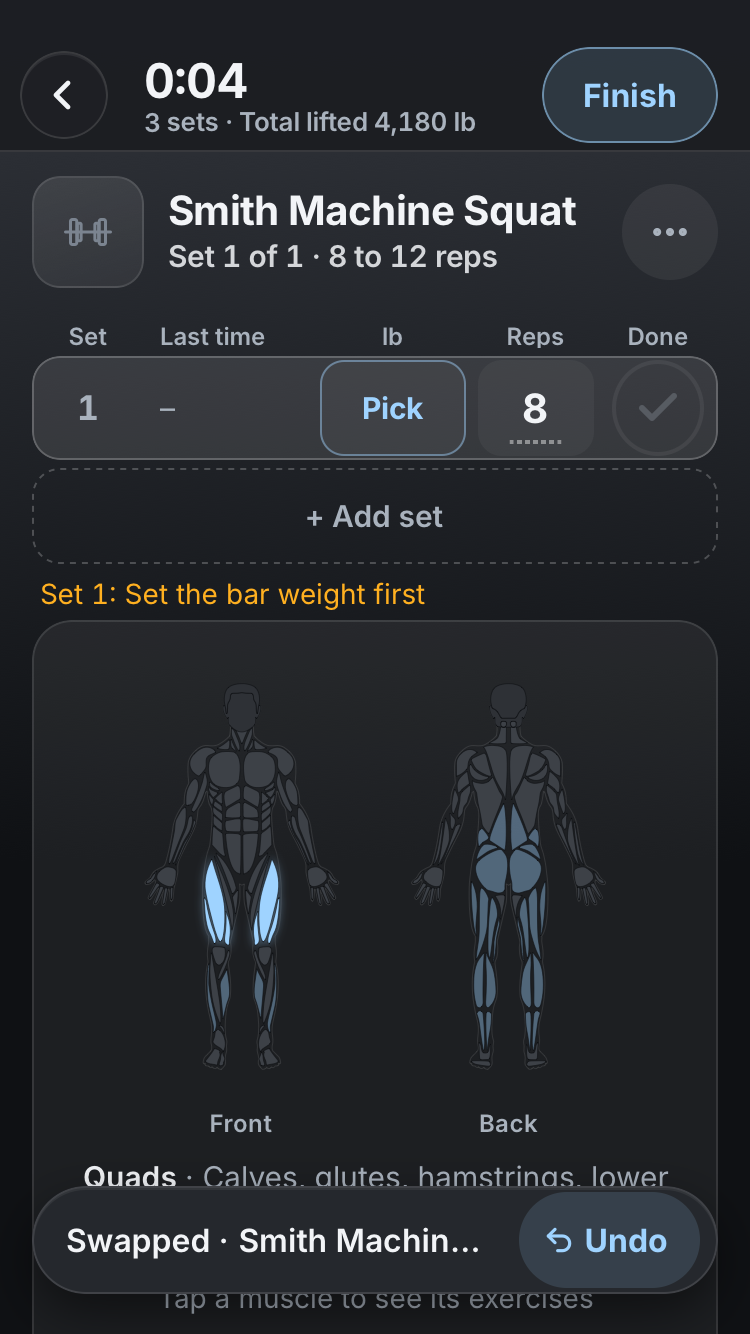 0:04
3 sets · Total lifted 4,180 lb
Finish
Smith Machine Squat
Set 1 of 1 · 8 to 12 reps
Set Last time lb Reps Done
1 – Pick 8
+ Add set
Set 1: Set the bar weight first
Front Back
Quads · Calves, glutes, hamstrings, lower
Swapped · Smith Machin... Undo
Tap a muscle to see its exercises